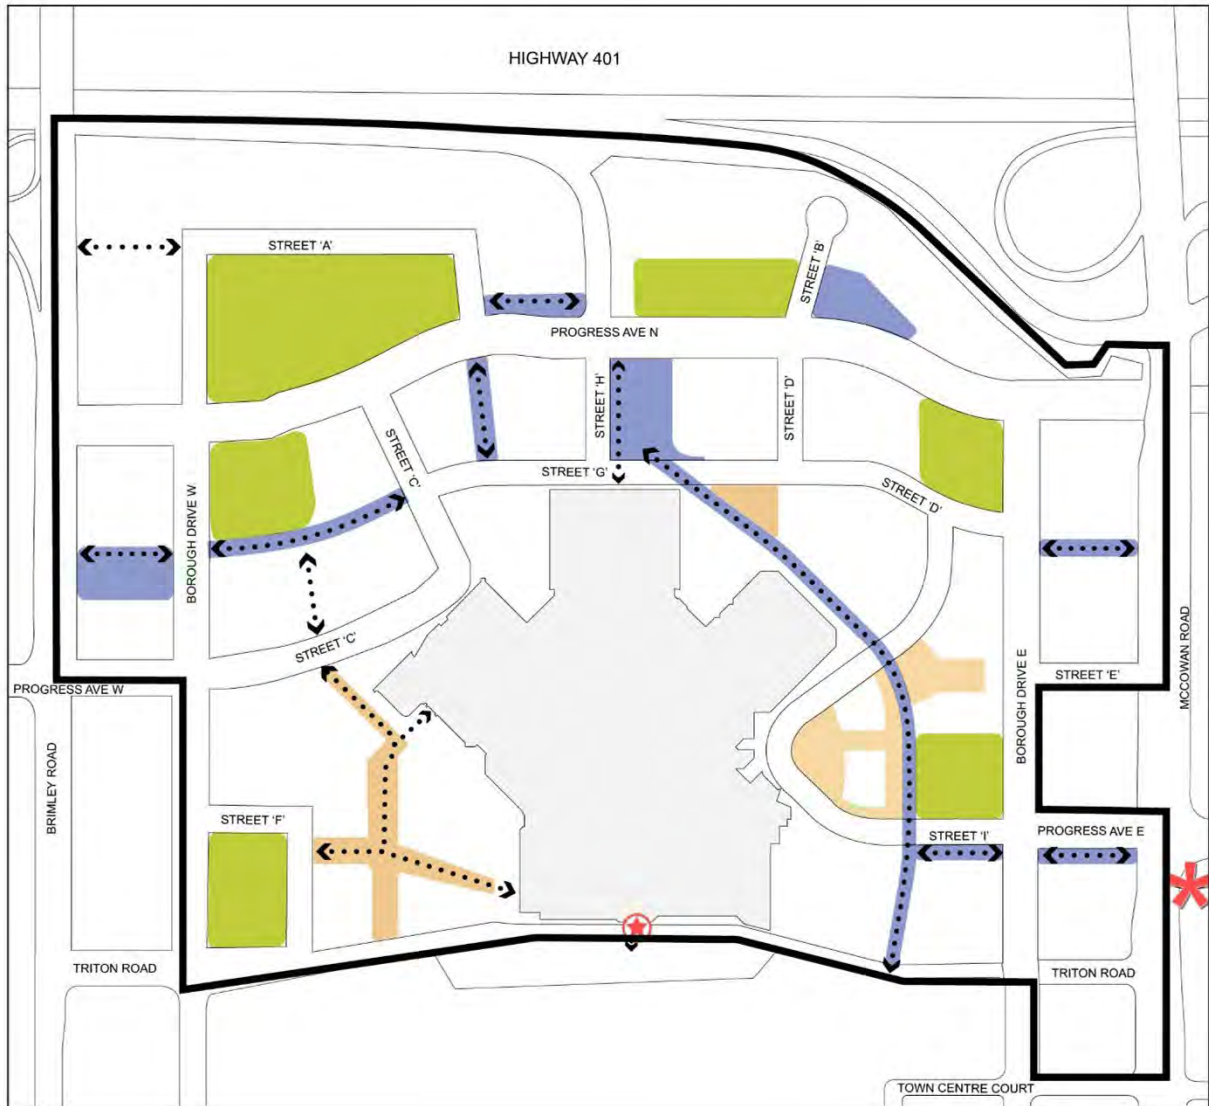 HIGHWAY 401
STREET 'A'
STREET 'B'
PROGRESS AVE N
STREET 'H'
STREET 'D'
STREET 'C'
STREET 'G'
STREET 'D'
BOROUGH DRIVE W
STREET 'C'
MCCOWAN ROAD
STREET 'E'
PROGRESS AVE W
BOROUGH DRIVE E
BRIMLEY ROAD
STREET 'F'
STREET 'I'
PROGRESS AVE E
TRITON ROAD
TRITON ROAD
TOWN CENTRE COURT